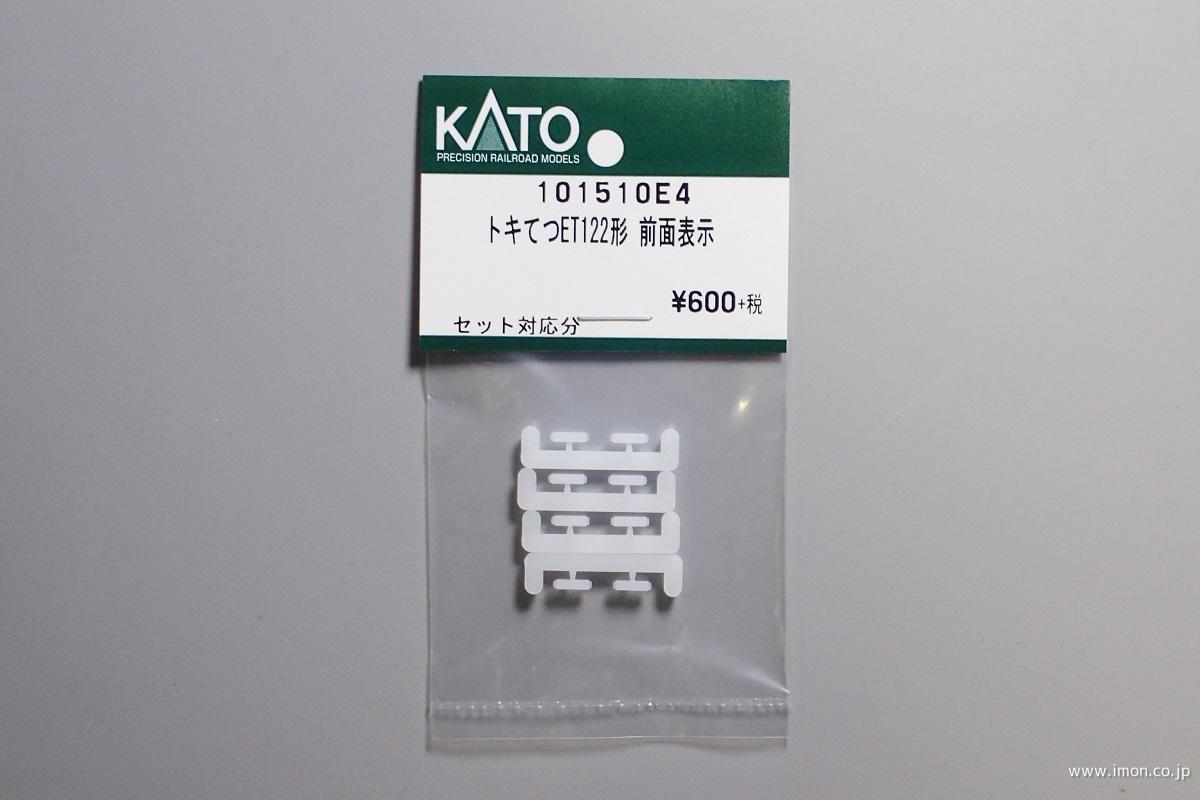 KATO
PRECISION RAILROAD MODELS
101510E4
トキてつET122形 前面表示
¥600+税
セット対応分
www.imon.co.jp